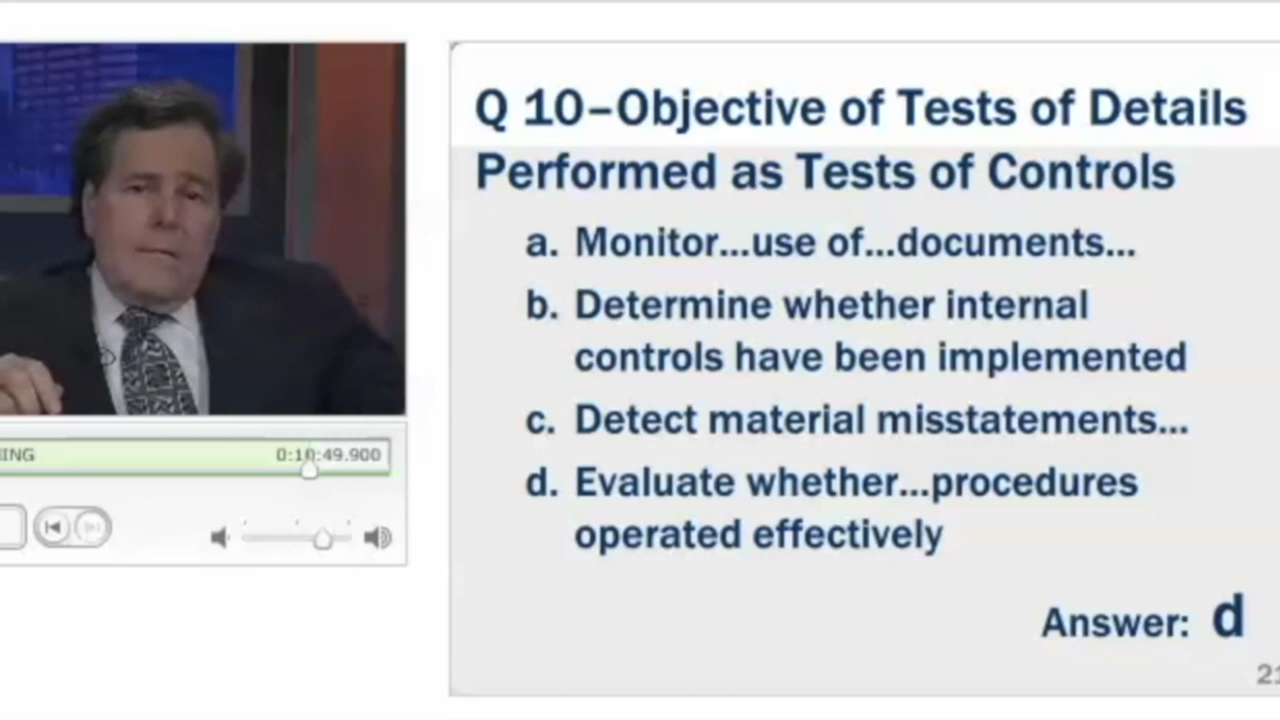 Q 10–Objective of Tests of Details
Performed as Tests of Controls
a. Monitor...use of...documents...
b. Determine whether internal
controls have been implemented
c. Detect material misstatements...
d. Evaluate whether...procedures
operated effectively
Answer: d
21
ING 0:10:49.900